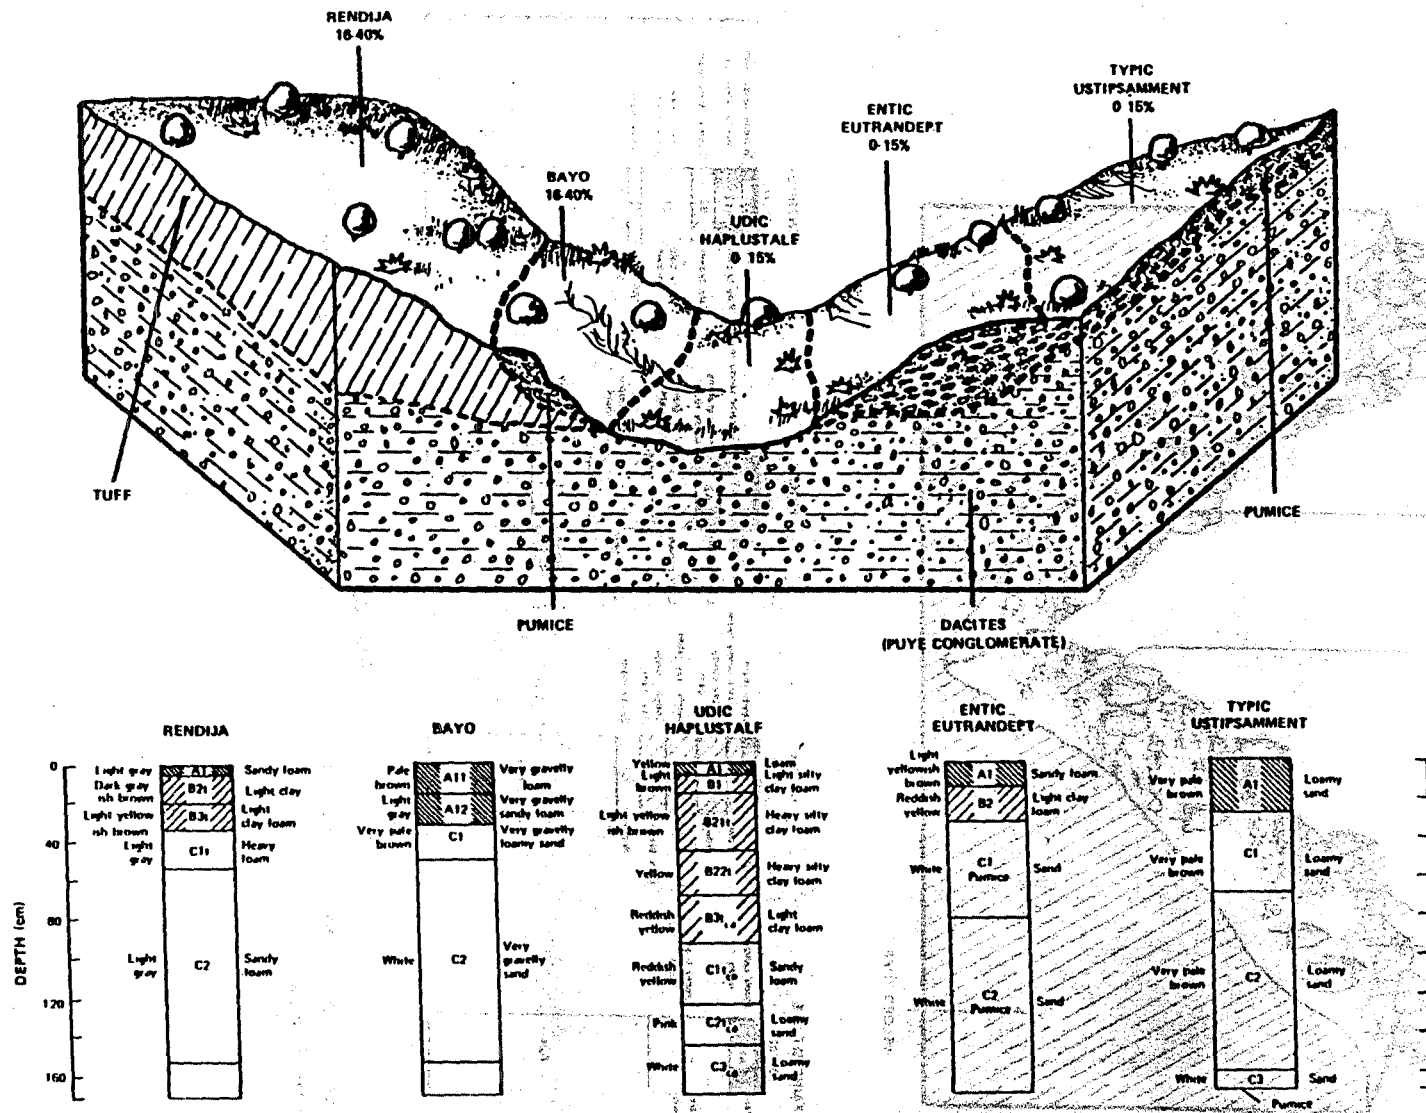 RENDIJA
16-40%
TYPIC
USTIPSAMMENT
0-15%
ENTIC
EUTRANDEPT
0-15%
BAYO
16-40%
UDIC
HAPLUSTALF
0-15%
TUFF
PUMICE
PUMICE
DACITES
(PUYE CONGLOMERATE)
DEPTH (cm)
0
40
80
120
160
RENDIJA
Light gray
A1
Sandy loam
Dark gray
ish brown
B2t
Light clay
Light yellow
ish brown
B3t
Light
clay loam
Light
gray
C1t
Heavy
loam
Light
gray
C2
Sandy
loam
BAYO
Pale
brown
A11
Very gravelly
loam
Light
gray
A12
Very gravelly
sandy loam
Very pale
brown
C1
Very gravelly
loamy sand
White
C2
Very
gravelly
sand
UDIC
HAPLUSTALF
Yellow
A1
Loam
Light
brown
B1
Light silty
clay loam
Light yellow
ish brown
B21t
Heavy silty
clay loam
Yellow
B22t
Heavy silty
clay loam
Reddish
yellow
B3t
Light
clay loam
Reddish
yellow
C1t
Sandy
loam
Pink
C2t
Loamy
sand
White
C3
Loamy
sand
ENTIC
EUTRANDEPT
Light
yellowish
brown
A1
Sandy loam
Reddish
yellow
B2
Light clay
loam
White
C1
Pumice
Sand
White
C2
Pumice
Sand
TYPIC
USTIPSAMMENT
Very pale
brown
A1
Loamy
sand
Very pale
brown
C1
Loamy
sand
Very pale
brown
C2
Loamy
sand
White
C3
Sand
Pumice